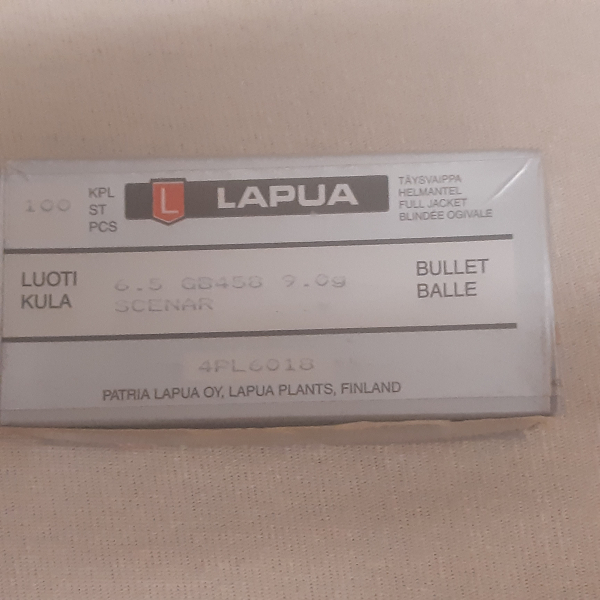 100 KPL
ST
PCS
L LAPUA
TÄYSVAIPPA
HELMANTEL
FULL JACKET
BLINDÉE OGIVALE
LUOTI
KULA
6.5 GB458 9.0g
SCENAR
BULLET
BALLE
4PL6018
PATRIA LAPUA OY, LAPUA PLANTS, FINLAND